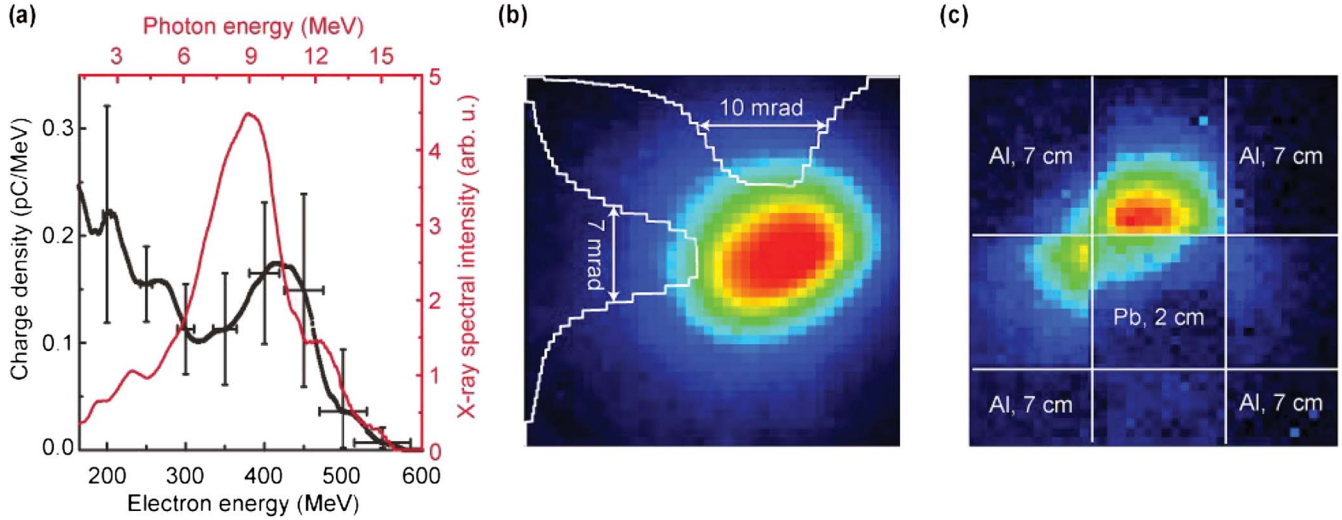 (a)
Photon energy (MeV)
3 6 9 12 15
Charge density (pC/MeV)
0.3
0.2
0.1
0.0
5
4
3
2
1
0
X-ray spectral intensity (arb. u.)
200 300 400 500 600
Electron energy (MeV)
(b)
10 mrad
7 mrad
(c)
Al, 7 cm Al, 7 cm
Pb, 2 cm
Al, 7 cm Al, 7 cm